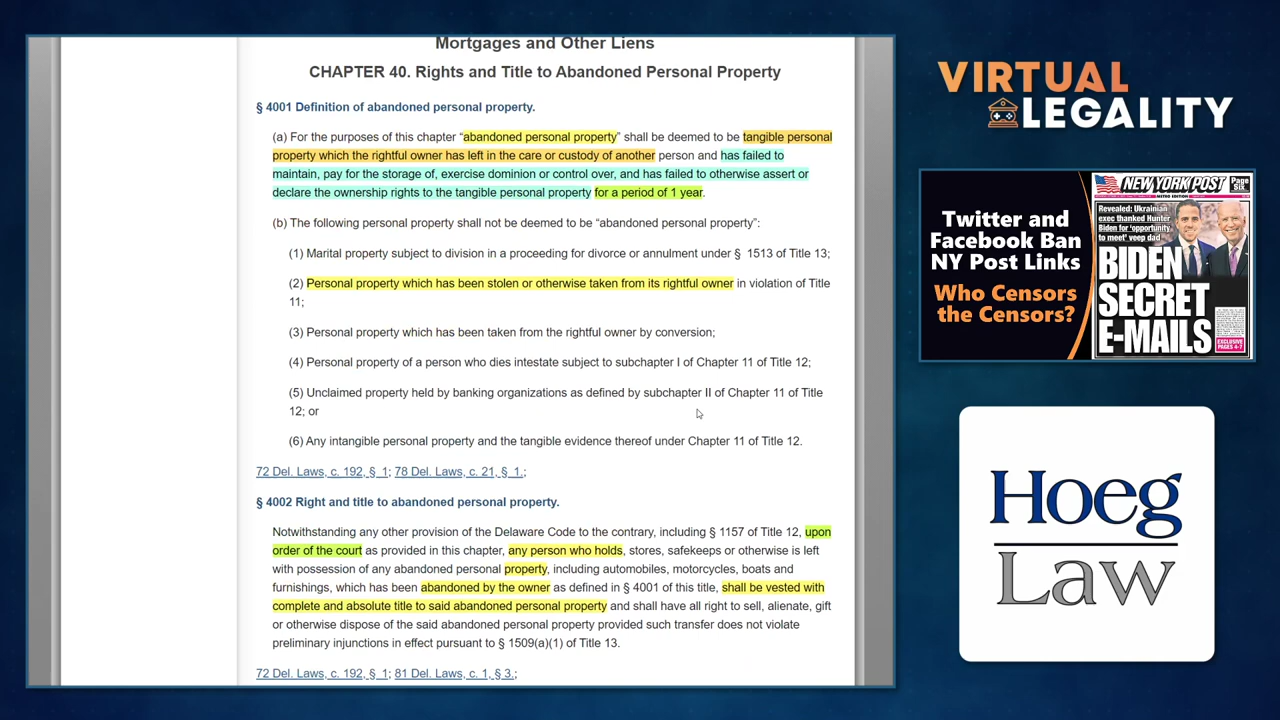 Mortgages and Other Liens
CHAPTER 40. Rights and Title to Abandoned Personal Property
§ 4001 Definition of abandoned personal property.
(a) For the purposes of this chapter “abandoned personal property” shall be deemed to be tangible personal
property which the rightful owner has left in the care or custody of another person and has failed to
maintain, pay for the storage of, exercise dominion or control over, and has failed to otherwise assert or
declare the ownership rights to the tangible personal property for a period of 1 year.
(b) The following personal property shall not be deemed to be “abandoned personal property”:
(1) Marital property subject to division in a proceeding for divorce or annulment under § 1513 of Title 13;
(2) Personal property which has been stolen or otherwise taken from its rightful owner in violation of Title
11;
(3) Personal property which has been taken from the rightful owner by conversion;
(4) Personal property of a person who dies intestate subject to subchapter I of Chapter 11 of Title 12;
(5) Unclaimed property held by banking organizations as defined by subchapter II of Chapter 11 of Title
12; or
(6) Any intangible personal property and the tangible evidence thereof under Chapter 11 of Title 12.
72 Del. Laws, c. 192, § 1; 78 Del. Laws, c. 21, § 1.;
§ 4002 Right and title to abandoned personal property.
Notwithstanding any other provision of the Delaware Code to the contrary, including § 1157 of Title 12, upon
order of the court as provided in this chapter, any person who holds, stores, safekeeps or otherwise is left
with possession of any abandoned personal property, including automobiles, motorcycles, boats and
furnishings, which has been abandoned by the owner as defined in § 4001 of this title, shall be vested with
complete and absolute title to said abandoned personal property and shall have all right to sell, alienate, gift
or otherwise dispose of the said abandoned personal property provided such transfer does not violate
preliminary injunctions in effect pursuant to § 1509(a)(1) of Title 13.
72 Del. Laws, c. 192, § 1; 81 Del. Laws, c. 1, § 3.;
VIRTUAL
LEGALITY
Twitter and
Facebook Ban
NY Post Links
Who Censors
the Censors?
NEW YORK POST
Page
Six
Revealed: Ukrainian
exec thanked Hunter
Biden for ‘opportunity
to meet’ veep dad
BIDEN
SECRET
E-MAILS
EXCLUSIVE
PAGES 4-7
Hoeg
Law